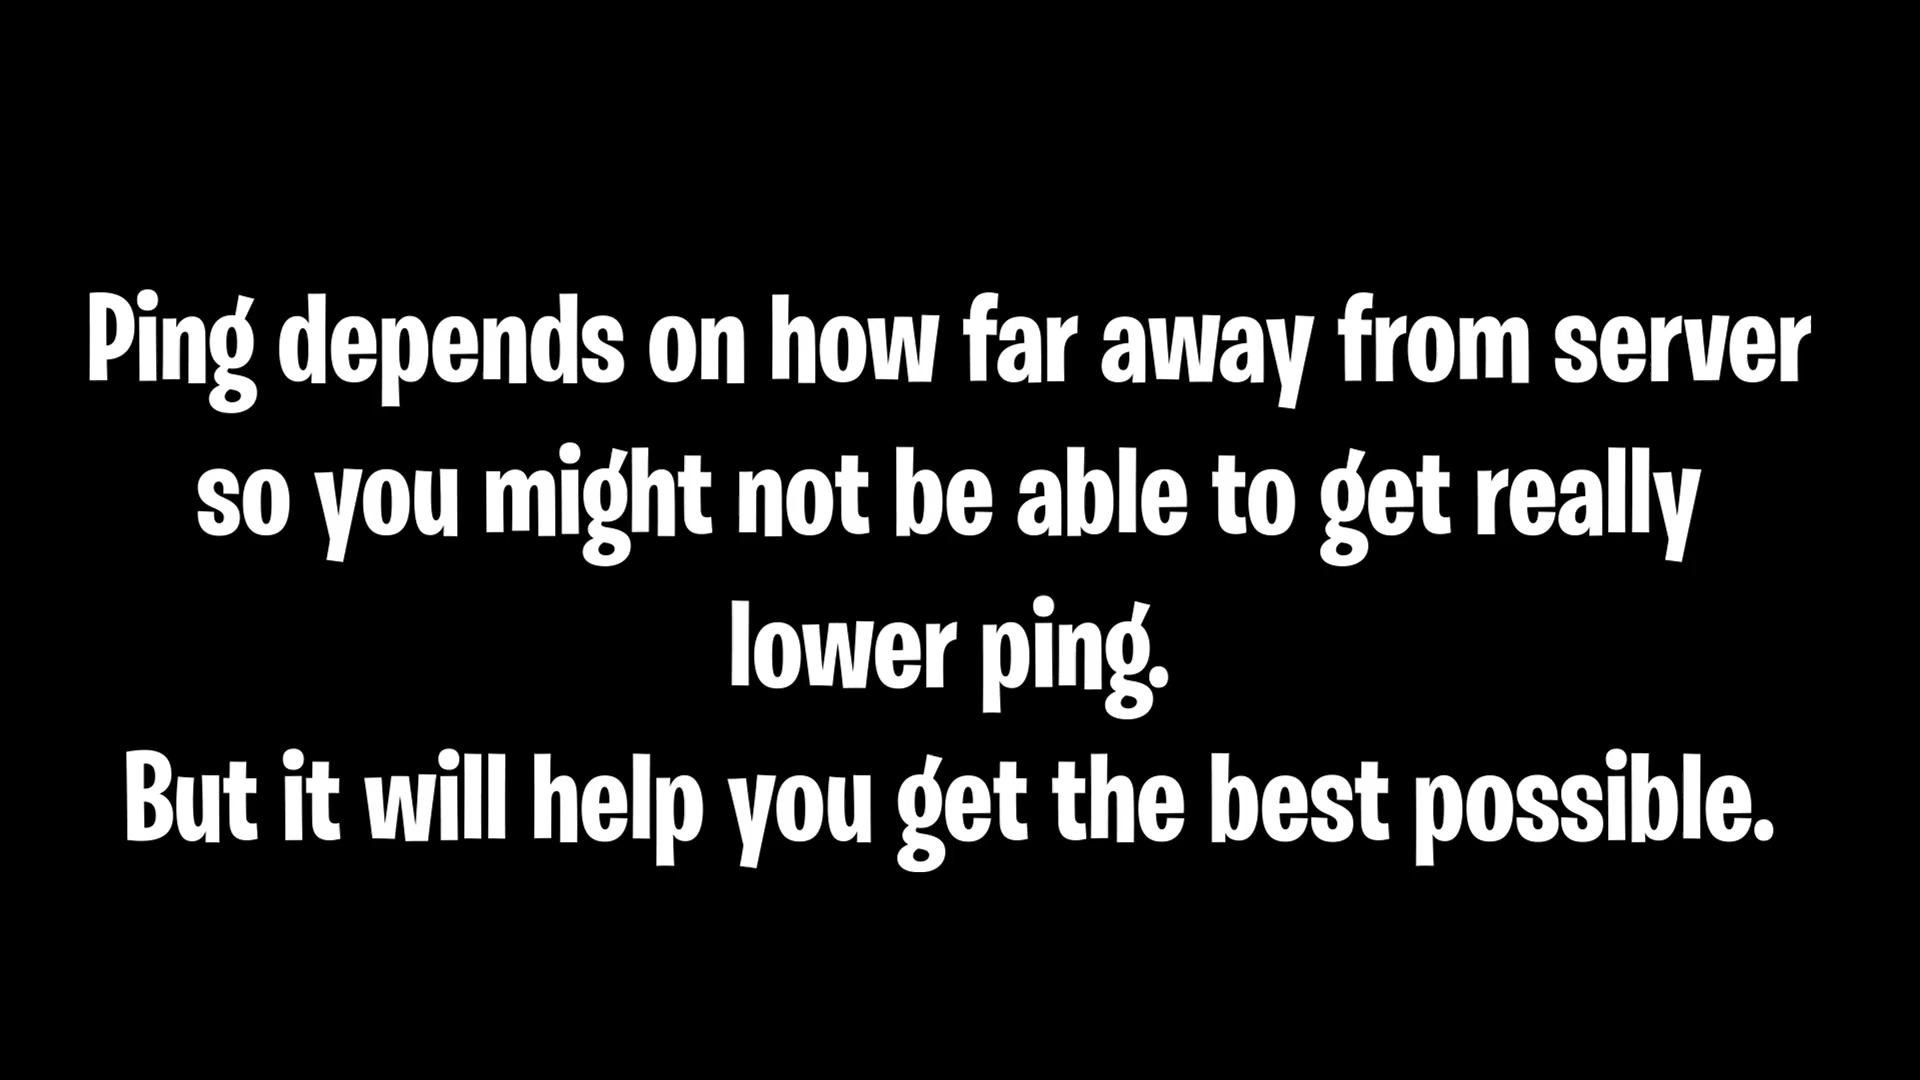 Ping depends on how far away from server
so you might not be able to get really
lower ping.
But it will help you get the best possible.